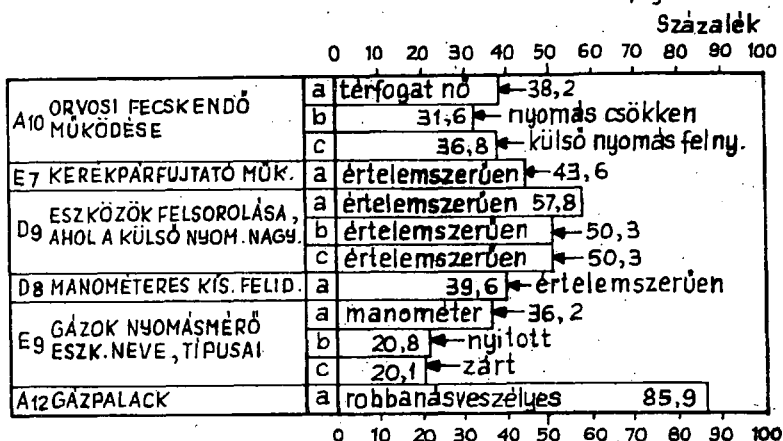 Százalék
0 10 20 30 40 50 60 70 80 90 100
A10 ORVOSI FECSKENDŐ MŰKÖDÉSE
a térfogat nő 38,2
b 31,6 nyomás csökken
c 36,8 külső nyomás felny.
E7 KERÉKPÁRFUJTATÓ MŰK. a értelemszerűen 43,6
D9 ESZKÖZÖK FELSOROLÁSA, AHOL A KÜLSŐ NYOM. NAGY.
a értelemszerűen 57,8
b értelemszerűen 50,3
c értelemszerűen 50,3
D8 MANOMÉTERES KÍS. FELID. a 39,6 értelemszerűen
E9 GÁZOK NYOMÁSMÉRŐ ESZK. NEVE, TÍPUSAI
a manométer 36,2
b 20,8 nyitott
c 20,1 zárt
A12 GÁZPALACK a robbanásveszélyes 85,9
0 10 20 30 40 50 60 70 80 90 100